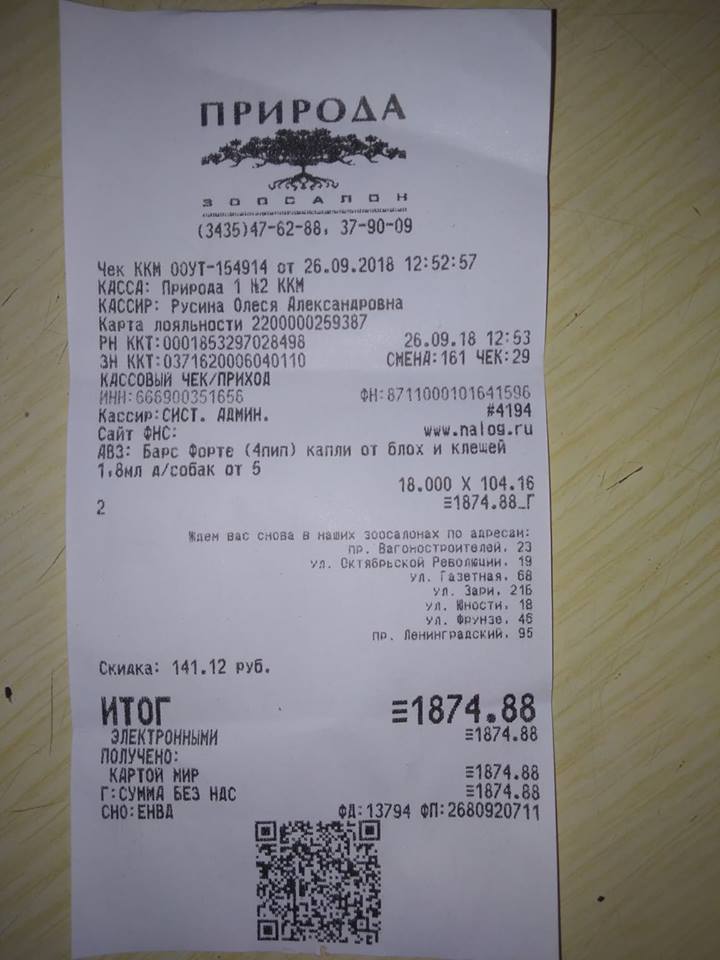 ПРИРОДА
ЗООСАЛОН
(3435)47-62-88, 37-90-09
Чек ККМ ООУТ-154914 от 26.09.2018 12:52:57
КАССА: Природа 1 №2 ККМ
КАССИР: Русина Олеся Александровна
Карта лояльности 2200000259387
РН ККТ:0001853297028498 26.09.18 12:53
ЗН ККТ:0371620006040110 СМЕНА:161 ЧЕК:29
КАССОВЫЙ ЧЕК/ПРИХОД
ИНН:666900351656 ФН:8711000101641596
Кассир:СИСТ. АДМИН. #4194
Сайт ФНС: www.nalog.ru
АВЗ: Барс Форте (4пип) капли от блох и клещей
1,8мл д/собак от 5
18.000 X 104.16
2 ≡1874.88_Г
Ждем вас снова в наших зоосалонах по адресам:
пр. Вагоностроителей, 23
ул. Октябрьской Революции, 19
ул. Газетная, 68
ул. Зари, 21Б
ул. Юности, 18
ул. Фрунзе, 46
пр. Ленинградский, 95
Скидка: 141.12 руб.
ИТОГ ≡1874.88
ЭЛЕКТРОННЫМИ ≡1874.88
ПОЛУЧЕНО:
КАРТОЙ МИР ≡1874.88
Г:СУММА БЕЗ НДС ≡1874.88
СНО:ЕНВД ФД:13794 ФП:2680920711